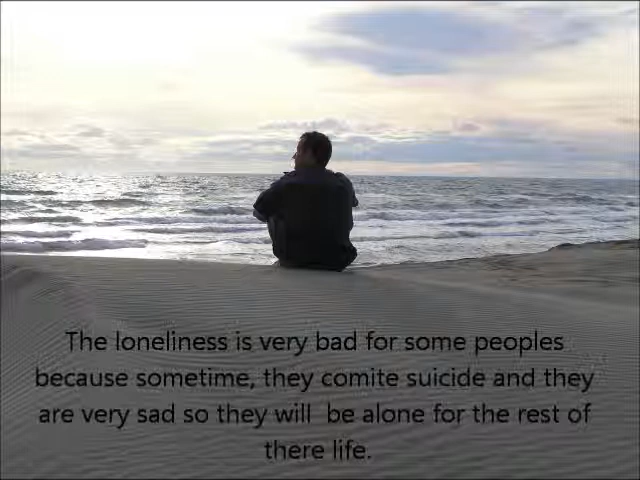 The loneliness is very bad for some peoples
because sometime, they comite suicide and they
are very sad so they will  be alone for the rest of
there life.